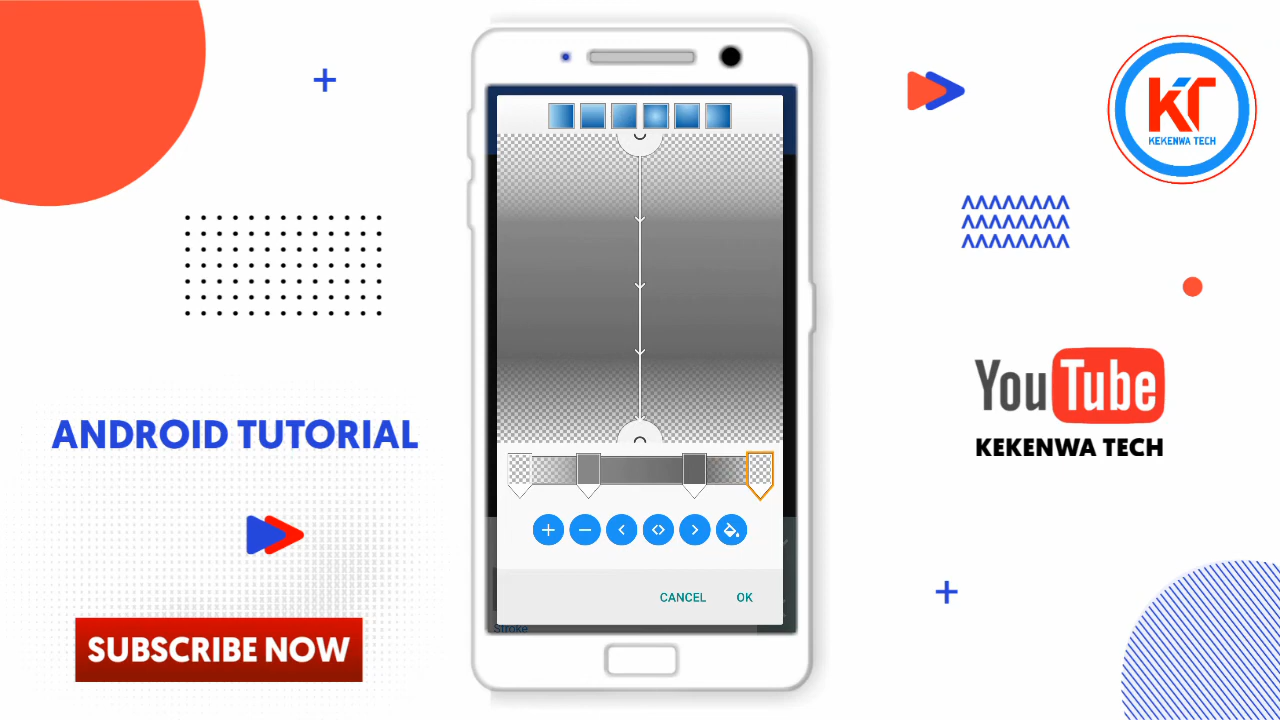 KT
KEKENWA TECH
YouTube
KEKENWA TECH
ANDROID TUTORIAL
SUBSCRIBE NOW
CANCEL OK
Stroke